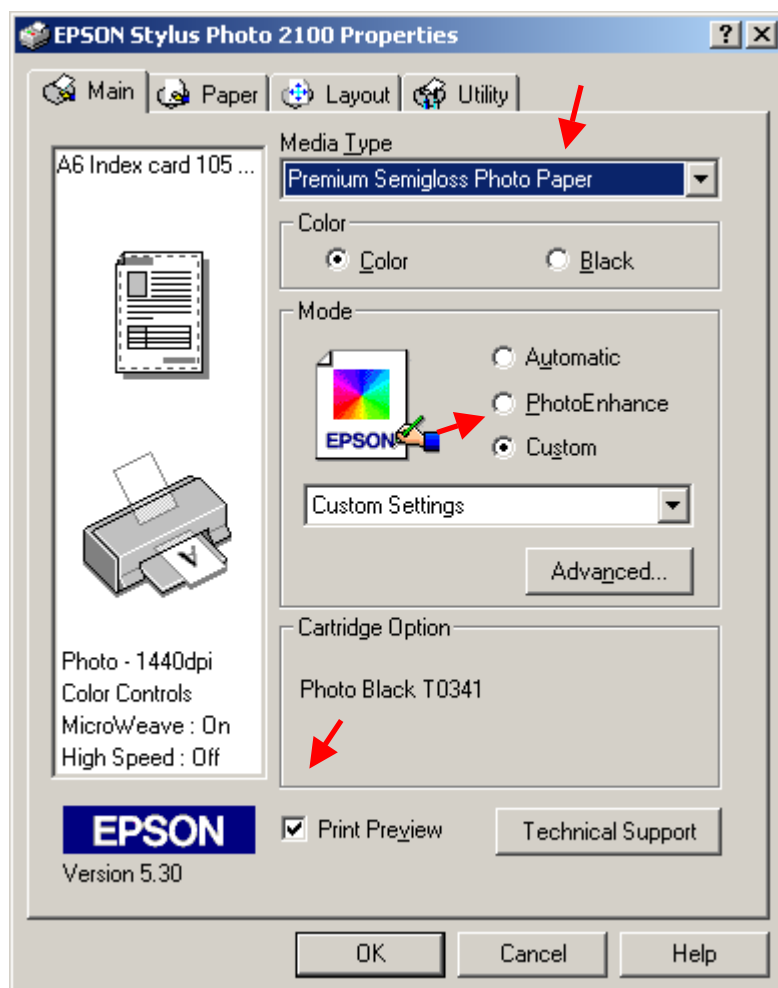 EPSON Stylus Photo 2100 Properties
Main Paper Layout Utility
A6 Index card 105 ...
Photo - 1440dpi
Color Controls
MicroWeave : On
High Speed : Off
EPSON
Version 5.30
Media Type
Premium Semigloss Photo Paper
Color
Color Black
Mode
EPSON
Automatic
PhotoEnhance
Custom
Custom Settings
Advanced...
Cartridge Option
Photo Black T0341
Print Preview
Technical Support
OK Cancel Help